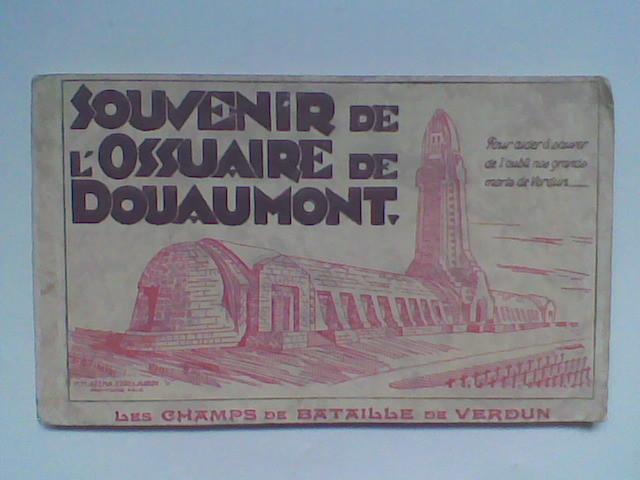 SOUVENIR DE
L'OSSUAIRE DE
DOUAUMONT.
Pour aider à sauver
de l'oubli nos grands
morts de Verdun
LES CHAMPS DE BATAILLE DE VERDUN